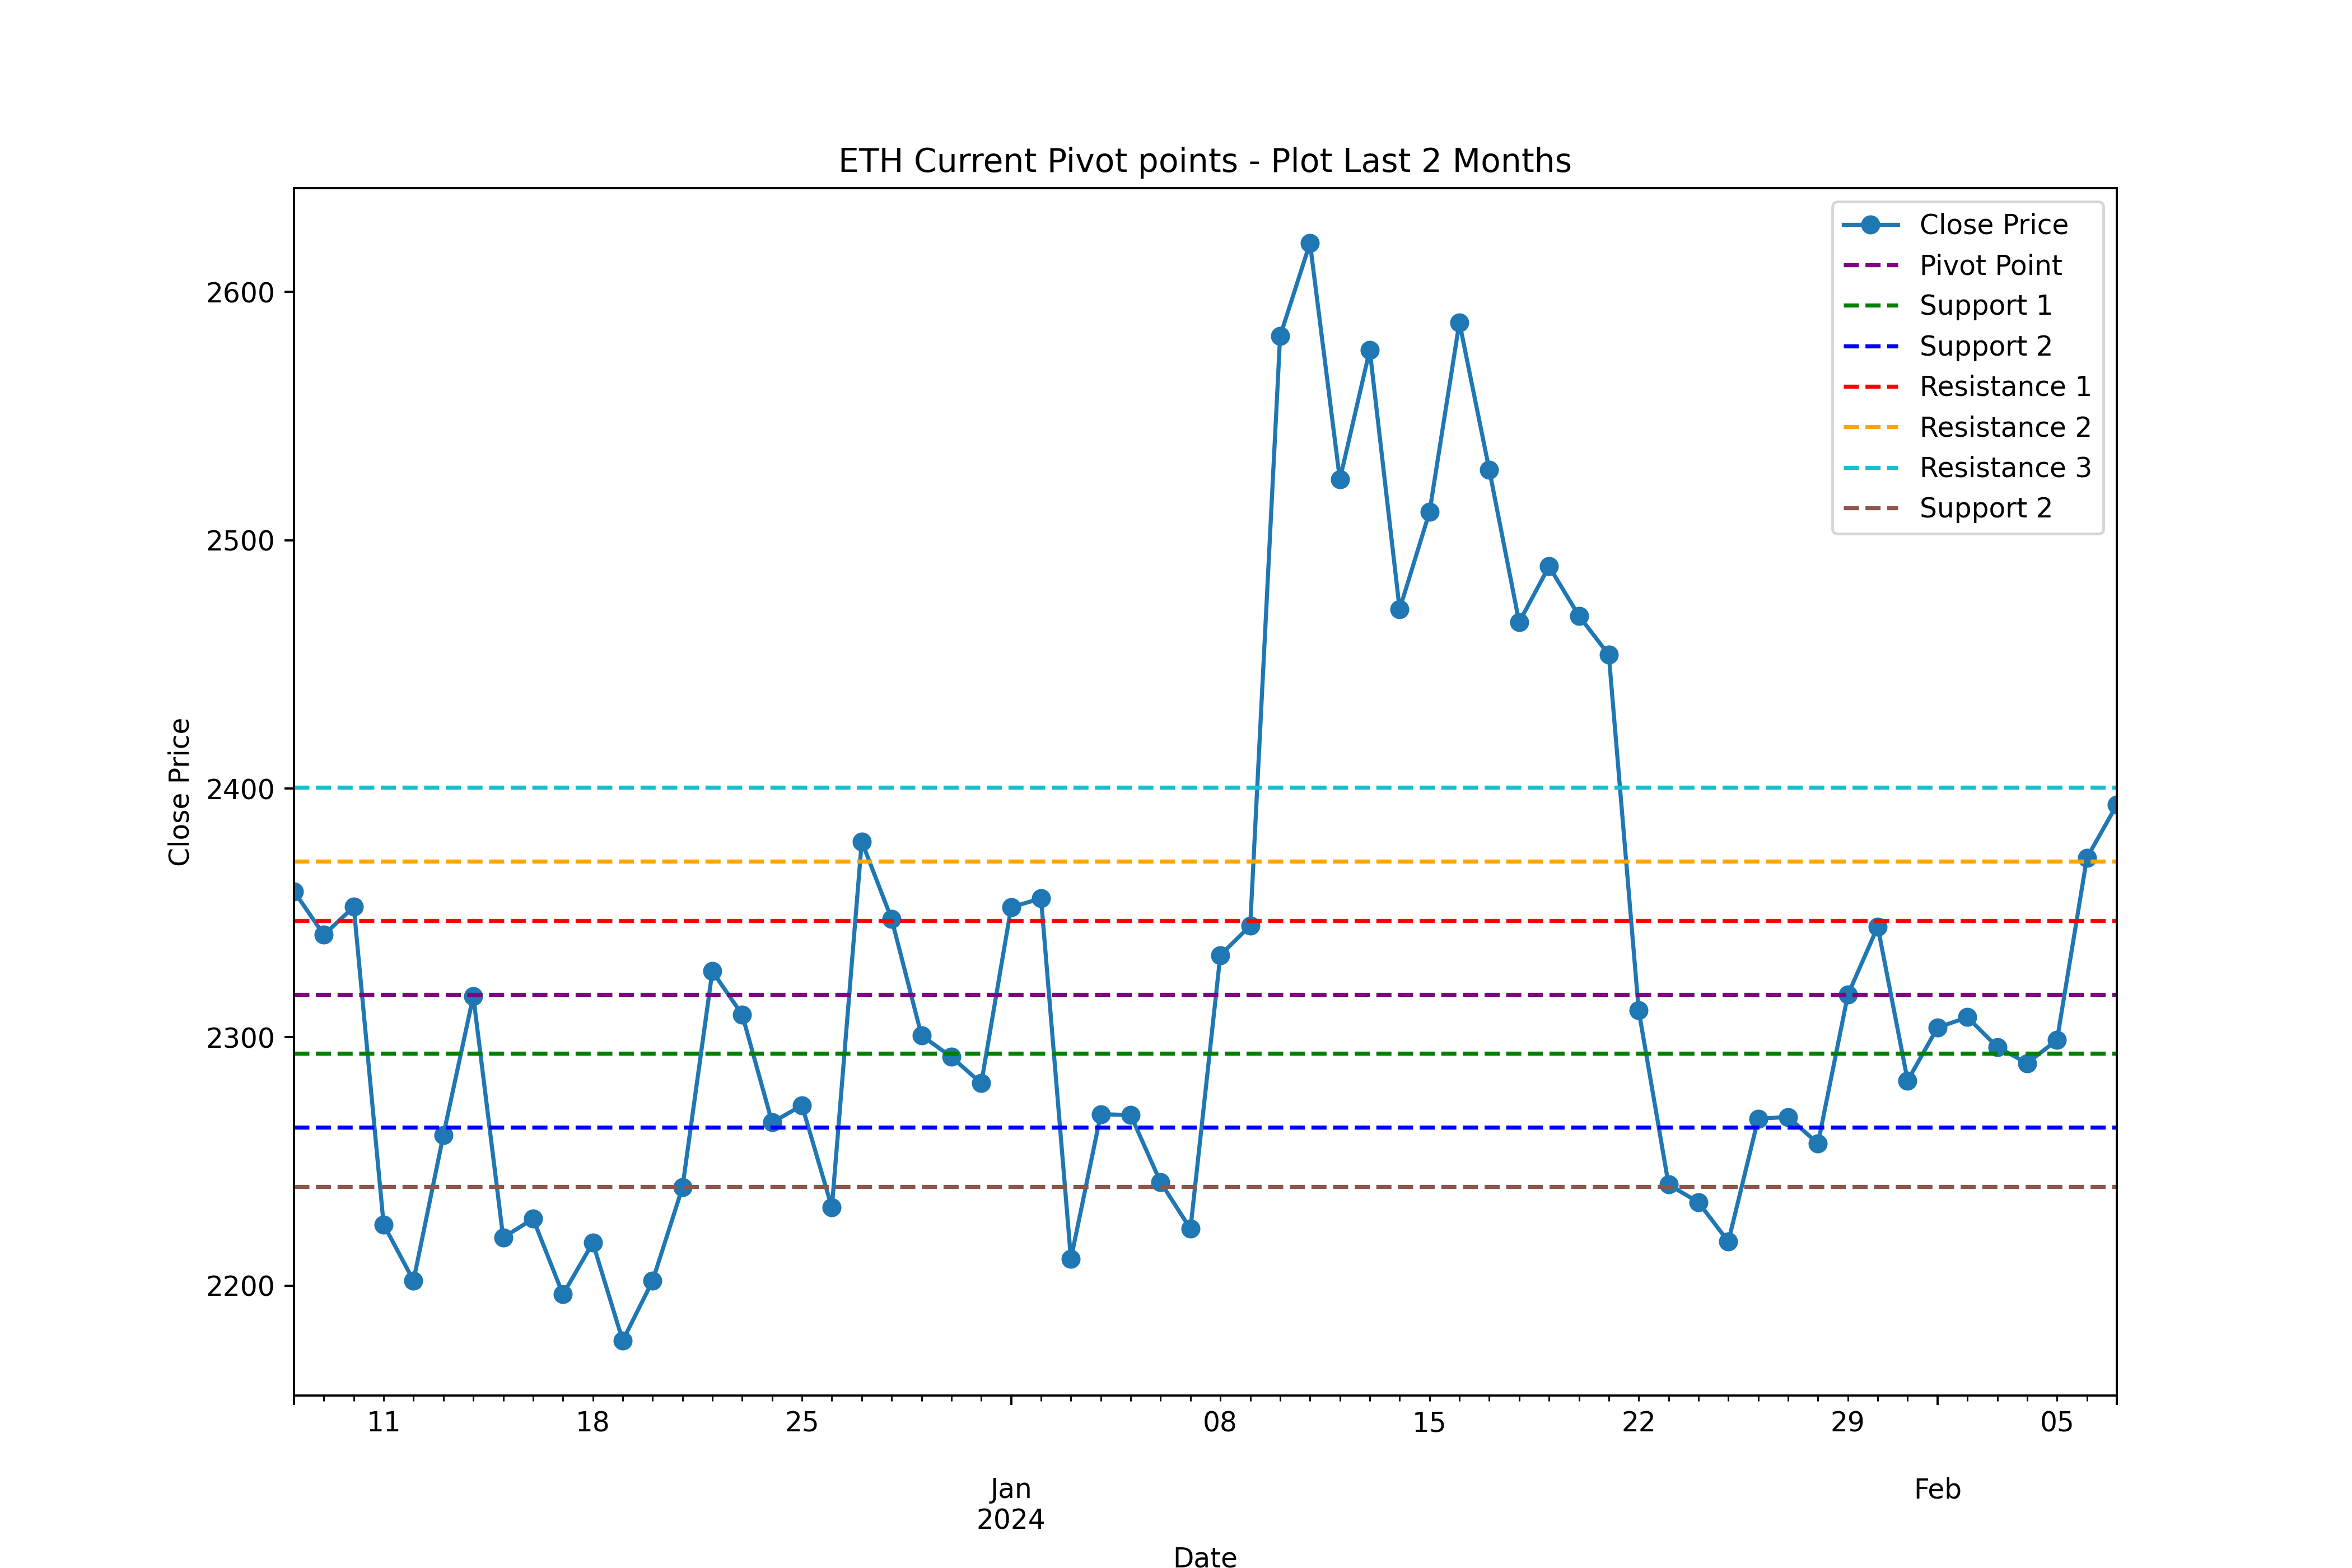 ETH Current Pivot points - Plot Last 2 Months
Close Price
Pivot Point
Support 1
Support 2
Resistance 1
Resistance 2
Resistance 3
Support 2
2600
2500
2400
2300
2200
Close Price
11 18 25 08 15 22 29 05
Jan Feb
2024
Date